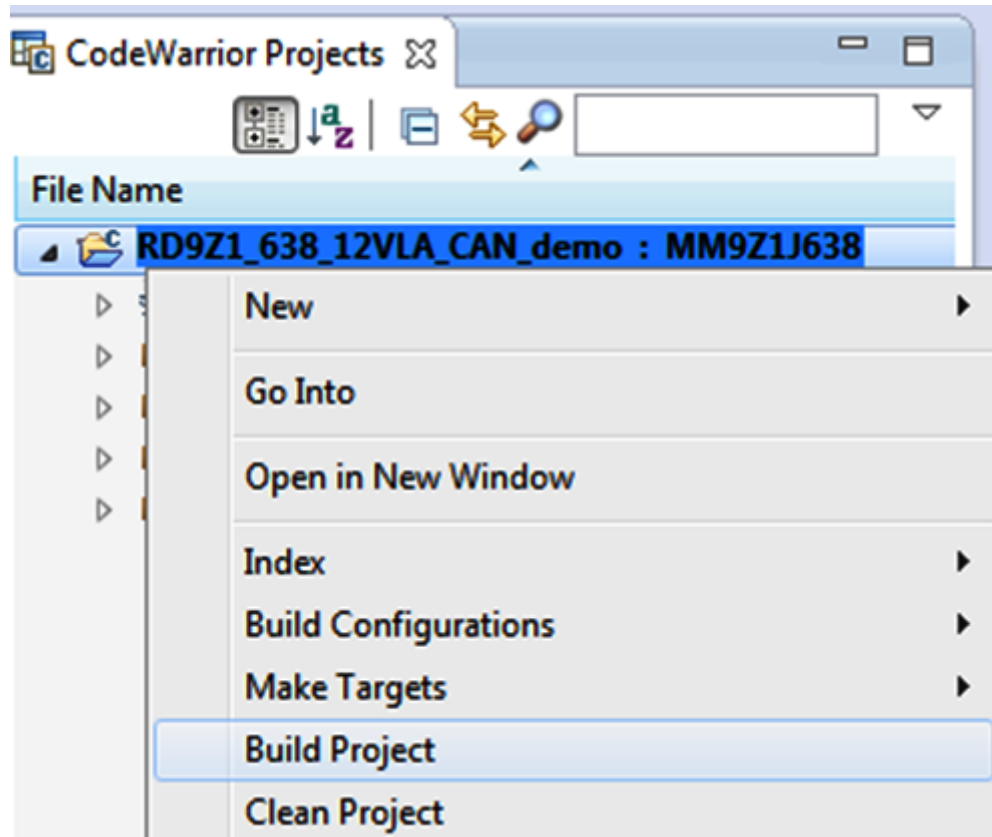 CodeWarrior Projects
File Name
RD9Z1_638_12VLA_CAN_demo : MM9Z1J638
New
Go Into
Open in New Window
Index
Build Configurations
Make Targets
Build Project
Clean Project